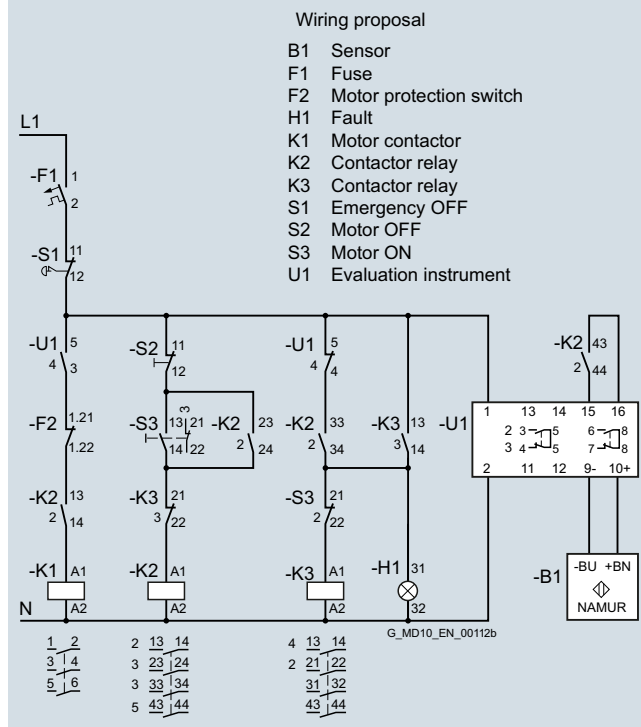 Wiring proposal
B1 Sensor
F1 Fuse
F2 Motor protection switch
H1 Fault
K1 Motor contactor
K2 Contactor relay
K3 Contactor relay
S1 Emergency OFF
S2 Motor OFF
S3 Motor ON
U1 Evaluation instrument
L1
-F1 1
2
-S1 11
12
-U1 5
4 3
-S2 11
12
-U1 5
4 4
-K2 43
2 44
-F2 1.21
1.22
-S3 13 3 21
14 22
-K2 23
2 24
-K2 33
2 34
-K3 13
3 14
-U1
1 13 14 15 16
2 3 5 6 8
3 4 5 7 8
2 11 12 9- 10+
-K2 13
2 14
-K3 21
3 22
-S3 21
2 22
-K1 A1
A2
-K2 A1
A2
-K3 A1
A2
-H1 31
32
-B1
-BU +BN
NAMUR
N
G_MD10_EN_00112b
1 2
3 4
5 6
2 13 14
3 23 24
3 33 34
5 43 44
4 13 14
2 21 22
31 32
43 44